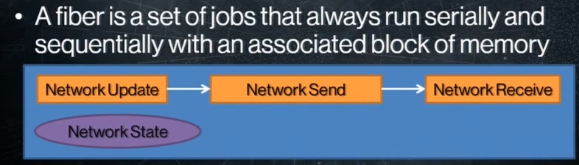 • A fiber is a set of jobs that always run serially and
sequentially with an associated block of memory
Network Update
Network Send
Network Receive
Network State